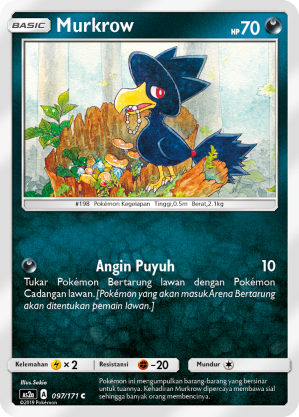 BASIC Murkrow HP 70
#198 Pokémon Kegelapan Tinggi,0.5m Berat,2.1kg
Angin Puyuh 10
Tukar Pokémon Bertarung lawan dengan Pokémon
Cadangan lawan. [Pokémon yang akan masuk Arena Bertarung
akan ditentukan pemain lawan.]
Kelemahan ×2 Resistansi -20 Mundur
Illus. Sekio
AS2a A 097/171 C
©2019 Pokémon
Pokémon ini mengumpulkan barang-barang yang bersinar
untuk tuannya. Kehadiran Murkrow dipercaya membawa sial
sehingga banyak orang membencinya.